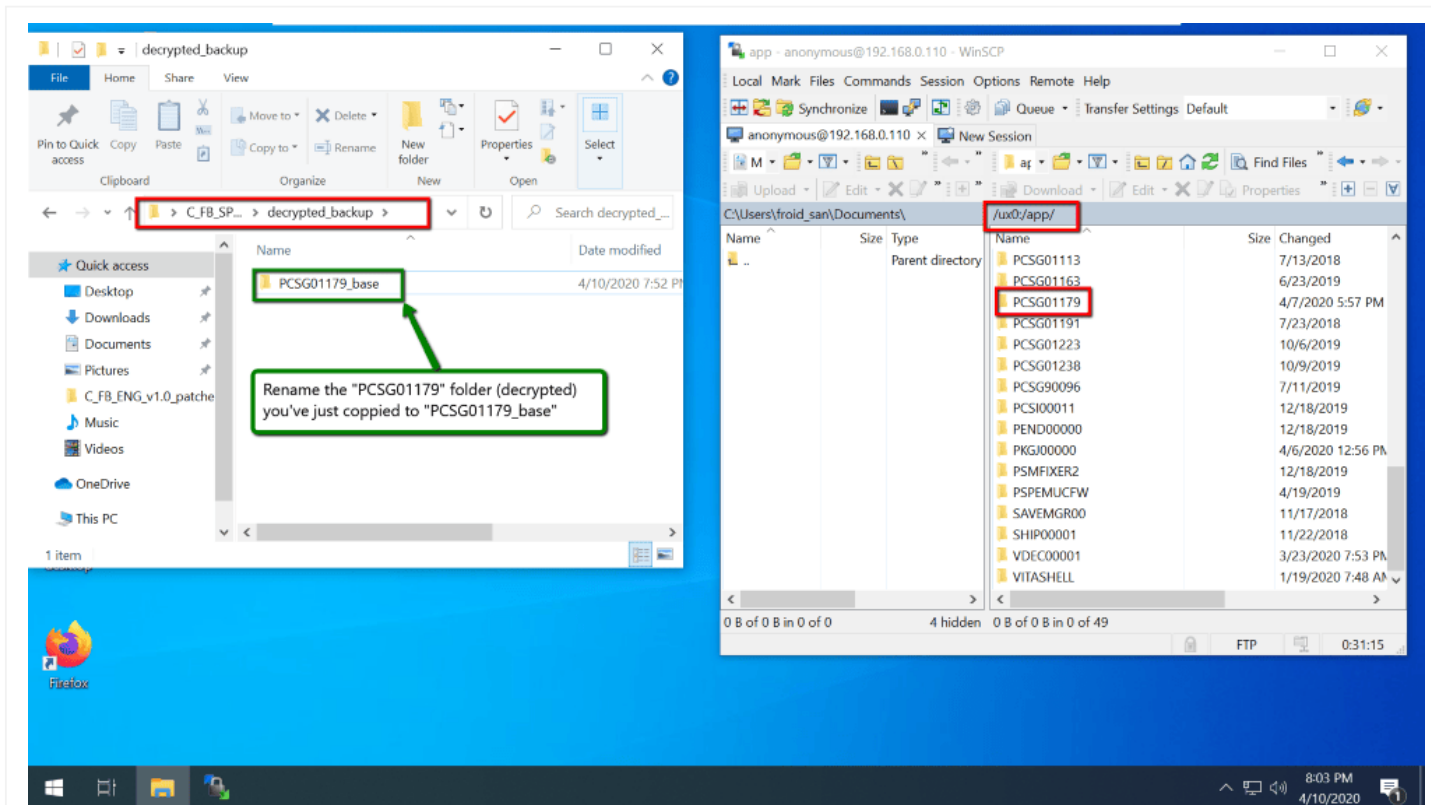 decrypted_backup
File Home Share View
Pin to Quick access
Copy
Paste
Move to
Copy to
Delete
Rename
New folder
Properties
Select
Clipboard Organize New Open
C_FB_SP... > decrypted_backup >
Search decrypted_...
Name Date modified
Quick access
Desktop
Downloads
Documents
Pictures
C_FB_ENG_v1.0_patche
Music
Videos
OneDrive
This PC
PCSG01179_base 4/10/2020 7:52 PM
Rename the "PCSG01179" folder (decrypted)
you've just coppied to "PCSG01179_base"
1 item
Firefox
app - anonymous@192.168.0.110 - WinSCP
Local Mark Files Commands Session Options Remote Help
Synchronize Queue Transfer Settings Default
anonymous@192.168.0.110 × New Session
M Find Files
Upload Edit Download Edit Properties
C:\Users\froid_san\Documents\ /ux0:/app/
Name Size Type
.. Parent directory
Name Size Changed
PCSG01113 7/13/2018
PCSG01163 6/23/2019
PCSG01179 4/7/2020 5:57 PM
PCSG01191 7/23/2018
PCSG01223 10/6/2019
PCSG01238 10/9/2019
PCSG90096 7/11/2019
PCSI00011 12/18/2019
PEND00000 12/18/2019
PKGJ00000 4/6/2020 12:56 PM
PSMFIXER2 12/18/2019
PSPEMUCFW 4/19/2019
SAVEMGR00 11/17/2018
SHIP00001 11/22/2018
VDEC00001 3/23/2020 7:53 PM
VITASHELL 1/19/2020 7:48 AM
0 B of 0 B in 0 of 0 4 hidden 0 B of 0 B in 0 of 49
FTP 0:31:15
8:03 PM
4/10/2020